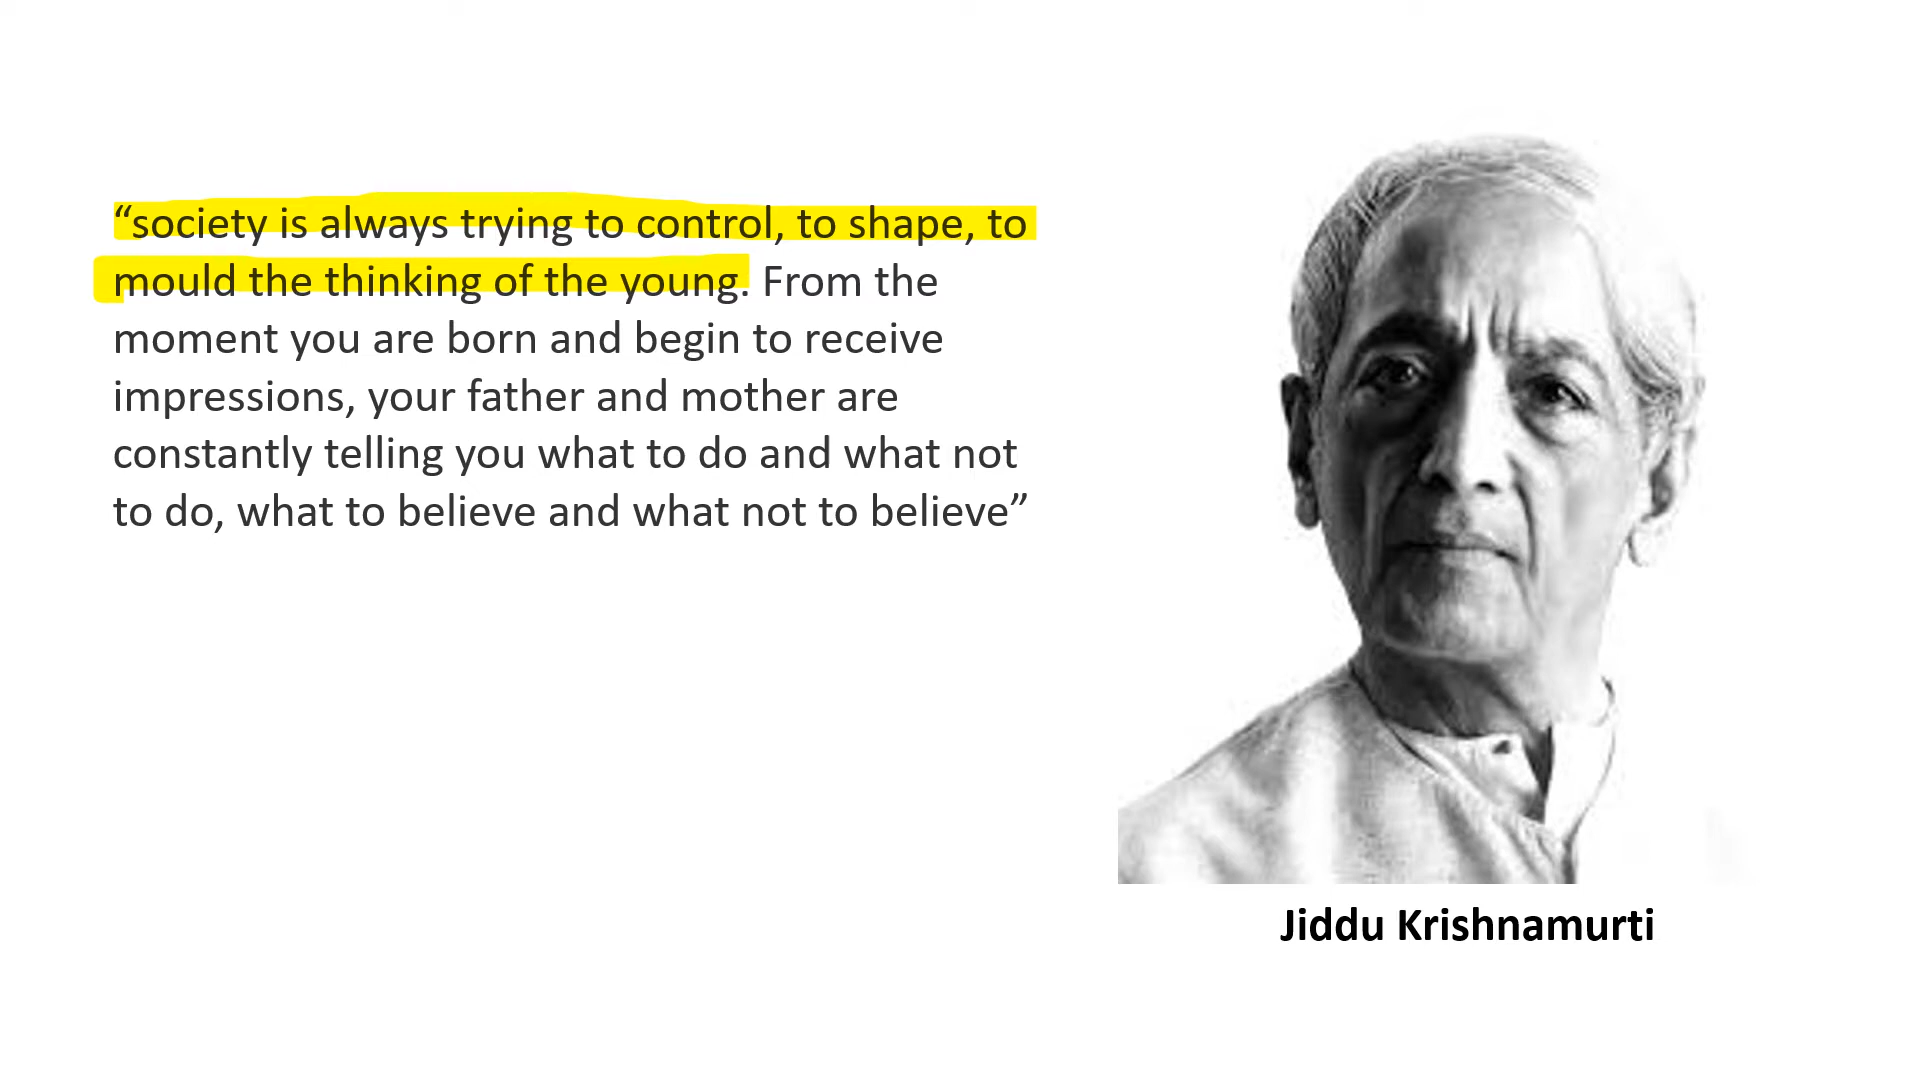 “society is always trying to control, to shape, to
mould the thinking of the young. From the
moment you are born and begin to receive
impressions, your father and mother are
constantly telling you what to do and what not
to do, what to believe and what not to believe”
Jiddu Krishnamurti